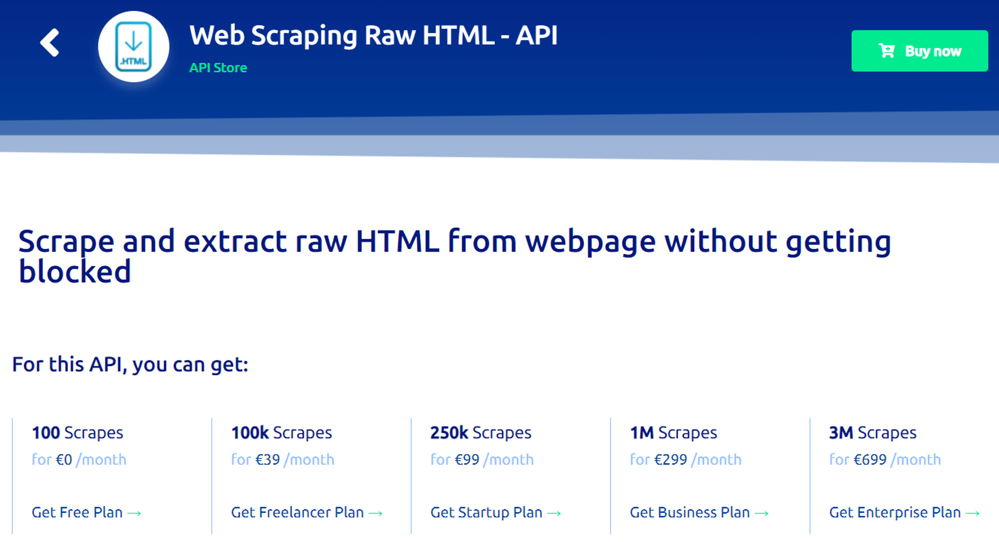 .HTML
Web Scraping Raw HTML - API
API Store
Buy now
Scrape and extract raw HTML from webpage without getting
blocked
For this API, you can get:
100 Scrapes
for €0 /month
Get Free Plan →
100k Scrapes
for €39 /month
Get Freelancer Plan →
250k Scrapes
for €99 /month
Get Startup Plan →
1M Scrapes
for €299 /month
Get Business Plan →
3M Scrapes
for €699 /month
Get Enterprise Plan →